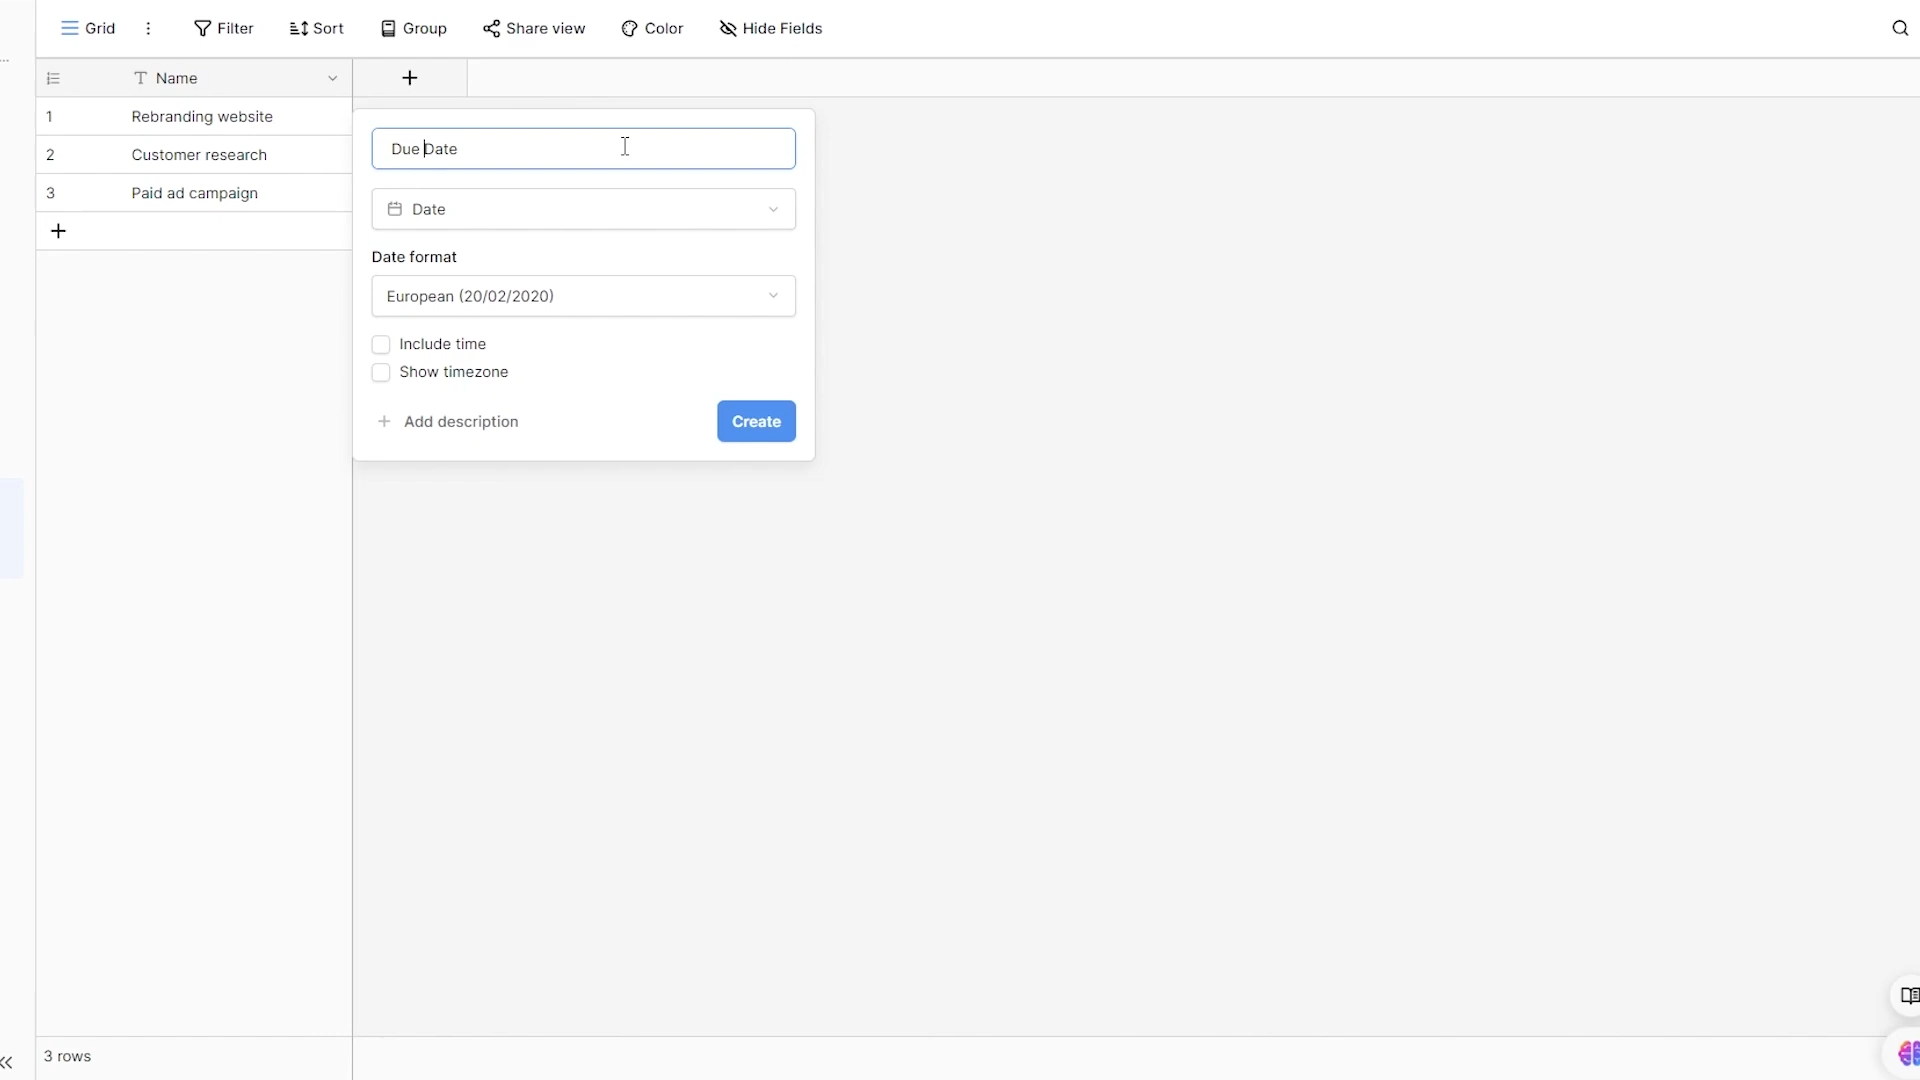 Grid Filter Sort Group Share view Color Hide Fields
Name
1 Rebranding website
2 Customer research
3 Paid ad campaign
Due Date
Date
Date format
European (20/02/2020)
Include time
Show timezone
Add description Create
3 rows